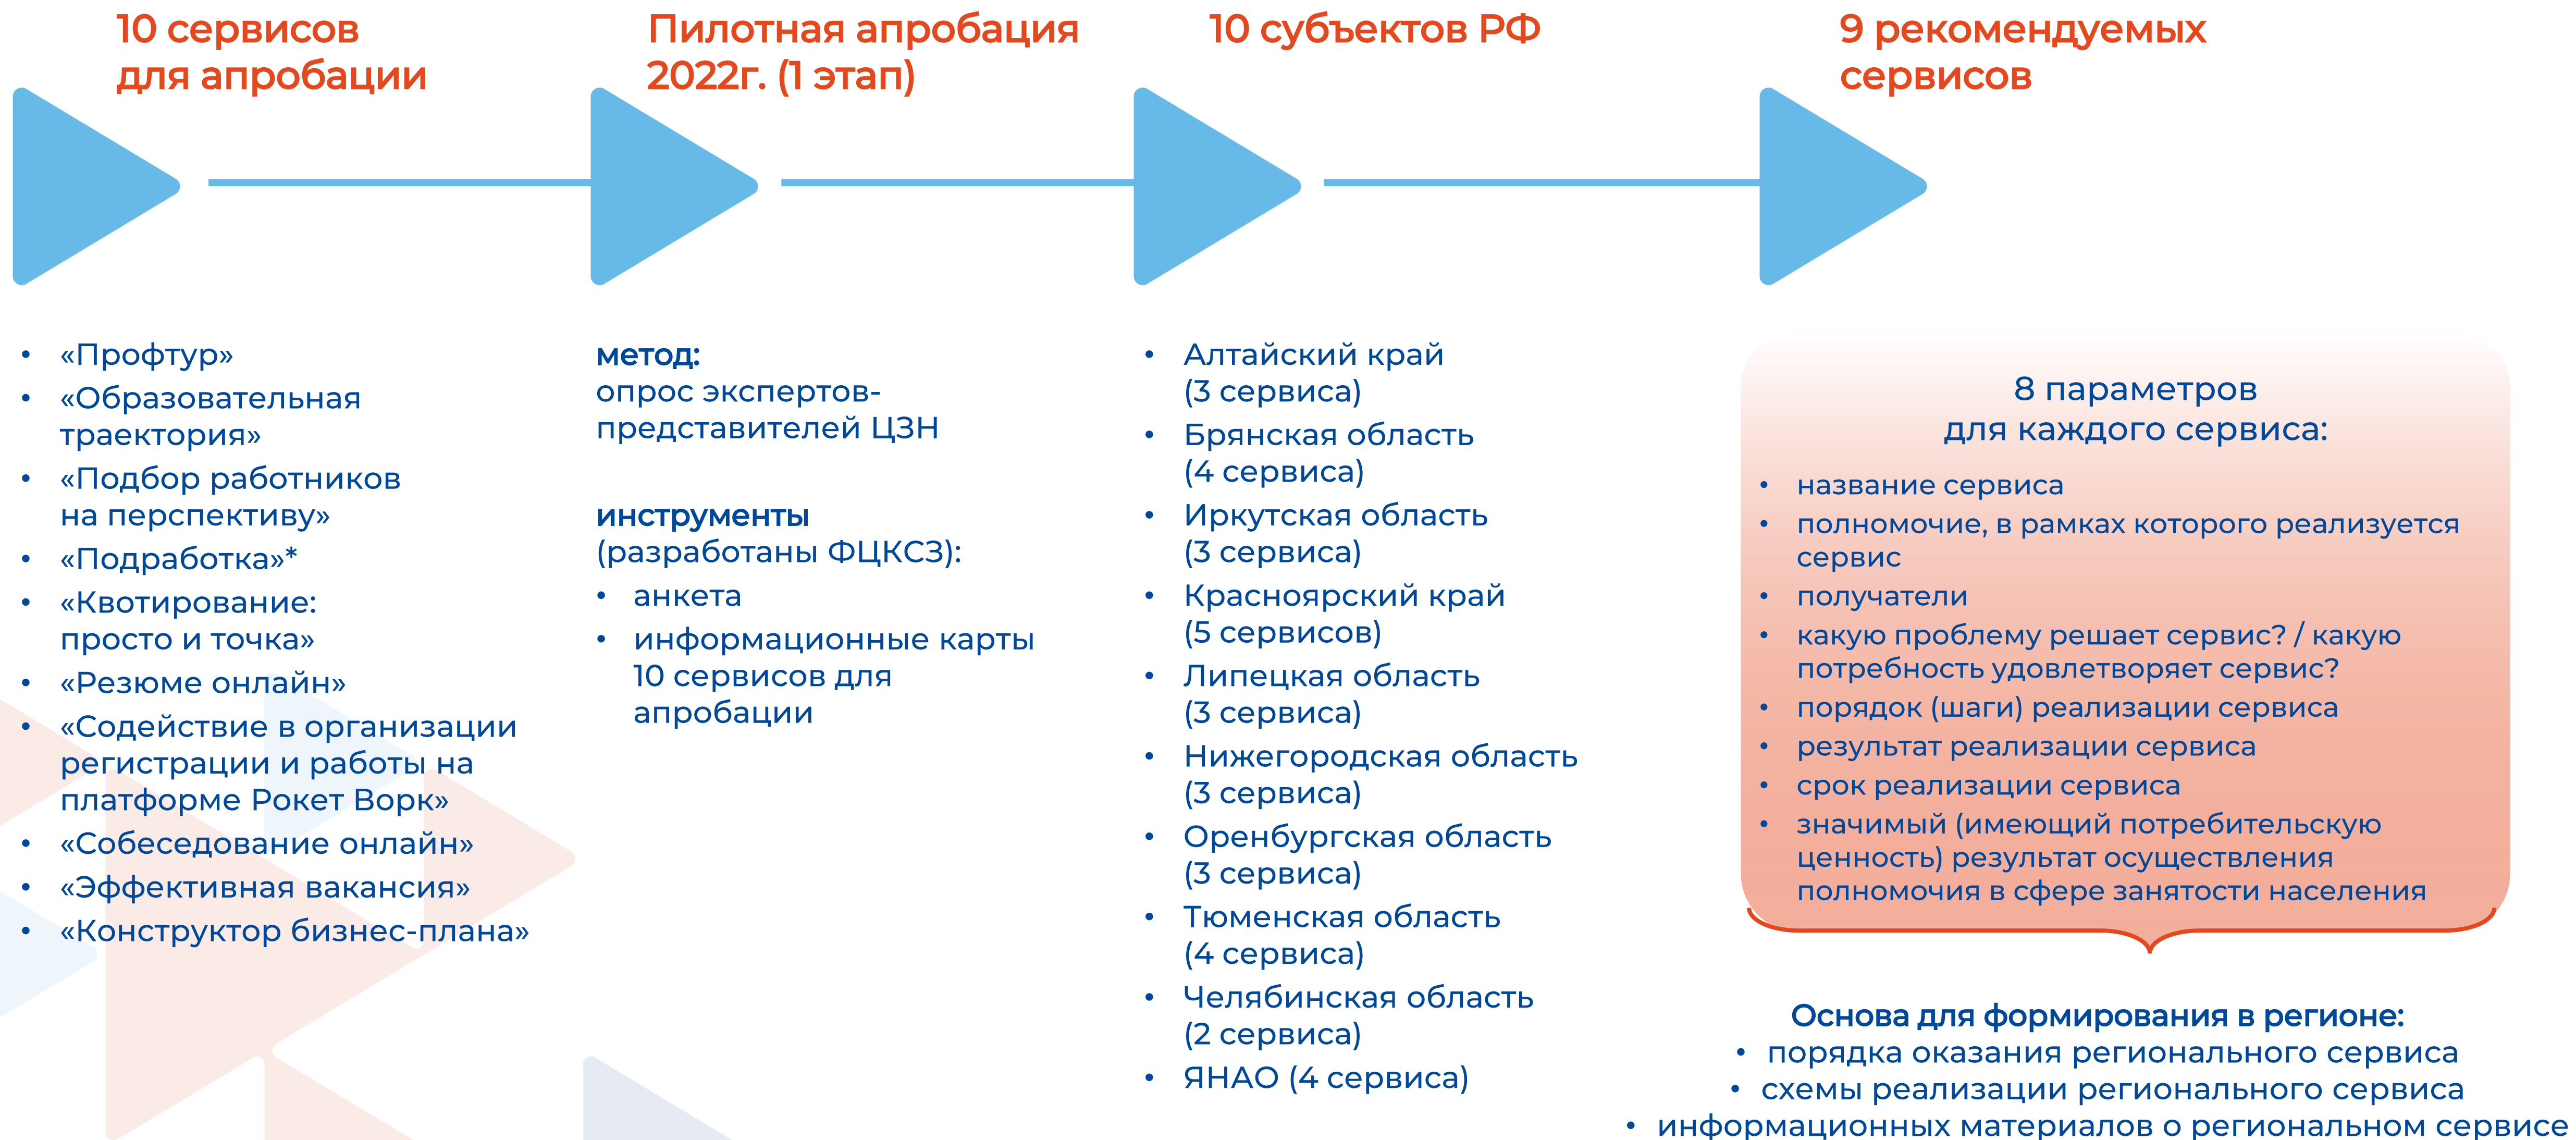 10 сервисов
для апробации
Пилотная апробация
2022г. (1 этап)
10 субъектов РФ
9 рекомендуемых
сервисов
• «Профтур»
• «Образовательная
траектория»
• «Подбор работников
на перспективу»
• «Подработка»*
• «Квотирование:
просто и точка»
• «Резюме онлайн»
• «Содействие в организации
регистрации и работы на
платформе Рокет Ворк»
• «Собеседование онлайн»
• «Эффективная вакансия»
• «Конструктор бизнес-плана»
метод:
опрос экспертов-
представителей ЦЗН
инструменты
(разработаны ФЦКСЗ):
• анкета
• информационные карты
10 сервисов для
апробации
• Алтайский край
(3 сервиса)
• Брянская область
(4 сервиса)
• Иркутская область
(3 сервиса)
• Красноярский край
(5 сервисов)
• Липецкая область
(3 сервиса)
• Нижегородская область
(3 сервиса)
• Оренбургская область
(3 сервиса)
• Тюменская область
(4 сервиса)
• Челябинская область
(2 сервиса)
• ЯНАО (4 сервиса)
8 параметров
для каждого сервиса:
• название сервиса
• полномочие, в рамках которого реализуется
сервис
• получатели
• какую проблему решает сервис? / какую
потребность удовлетворяет сервис?
• порядок (шаги) реализации сервиса
• результат реализации сервиса
• срок реализации сервиса
• значимый (имеющий потребительскую
ценность) результат осуществления
полномочия в сфере занятости населения
Основа для формирования в регионе:
• порядка оказания регионального сервиса
• схемы реализации регионального сервиса
• информационных материалов о региональном сервисе